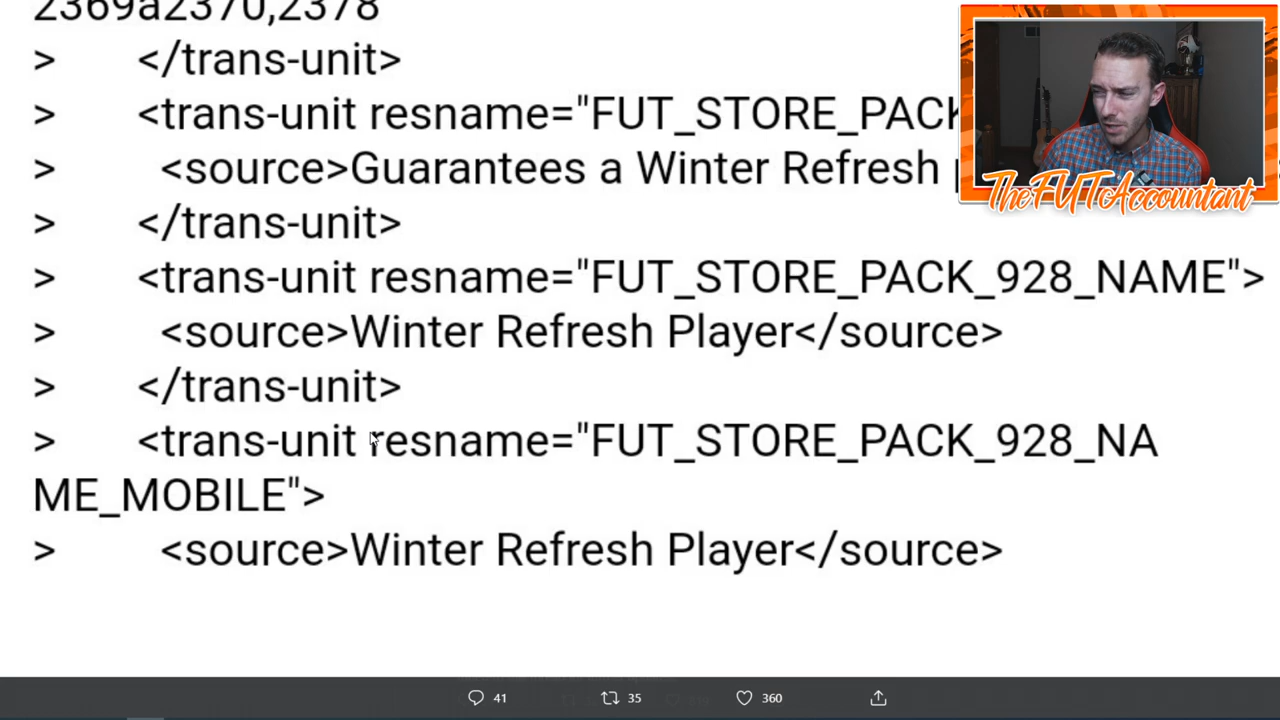 2369a2370,2378
> </trans-unit>
> <trans-unit resname="FUT_STORE_PACK
> <source>Guarantees a Winter Refresh
> </trans-unit>
> <trans-unit resname="FUT_STORE_PACK_928_NAME">
> <source>Winter Refresh Player</source>
> </trans-unit>
> <trans-unit resname="FUT_STORE_PACK_928_NA
ME_MOBILE">
> <source>Winter Refresh Player</source>
TheFUTAccountant
41 35 360